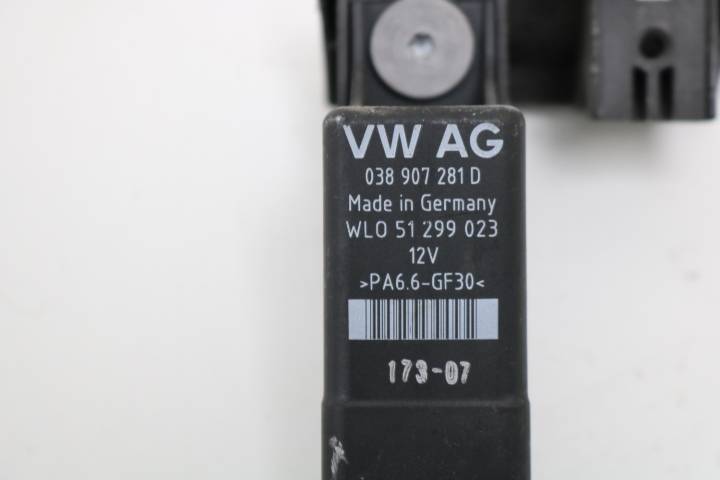 VW AG
038 907 281 D
Made in Germany
WLO 51 299 023
12V
>PA6.6-GF30<
173-07